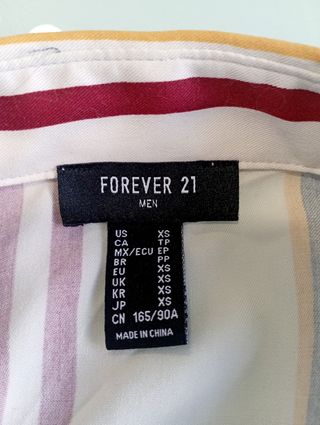 FOREVER 21
MEN
US XS
CA TP
MX/ECU EP
BR PP
EU XS
UK XS
KR XS
JP XS
CN 165/90A
MADE IN CHINA